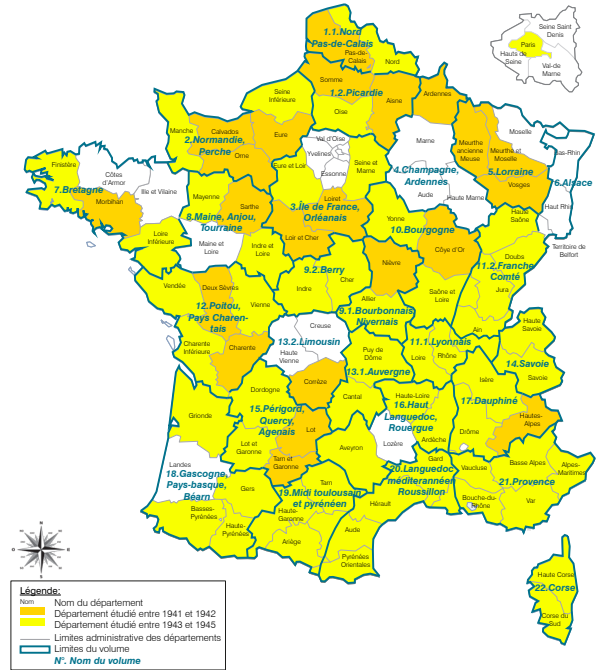 1.1.Nord
Pas-de-Calais
Pas-de-
Calais
Nord
Somme
1.2.Picardie
Aisne
Ardennes
Oise
Seine
Inférieure
Seine Saint
Denis
Paris
Hauts de
Seine
Val-de
Marne
Manche
Calvados
2.Normandie,
Perche
Eure
Orne
Val d'Oise
Yvelines
Essonne
Seine et
Marne
Eure et Loir
Marne
4.Champagne,
Ardennes
Aude
Haute Marne
Meurthe
ancienne
Meuse
Meurthe et
Moselle
Moselle
5.Lorraine
Vosges
Bas-Rhin
6.Alsace
Haut Rhin
Territoire de
Belfort
Finistère
Côtes
d'Armor
7.Bretagne
Morbihan
Ille et Vilaine
Mayenne
Sarthe
8.Maine, Anjou,
Tourraine
Loire
Inférieure
Maine et
Loire
Indre et
Loire
Loiret
3.Île de France,
Orléanais
Loir et Cher
Yonne
10.Bourgogne
Côye d'Or
Nièvre
Saône et
Loire
Haute
Saône
Doubs
11.2.Franche
Comté
Jura
Ain
9.2.Berry
Indre
Cher
Allier
9.1.Bourbonnais,
Nivernais
Vendée
Deux Sèvres
12.Poitou,
Pays Charen-
tais
Vienne
Charente
Inférieure
Charente
Creuse
13.2.Limousin
Haute
Vienne
Corrèze
Puy de
Dôme
13.1.Auvergne
Cantal
11.1.Lyonnais
Loire
Rhône
Haute
Savoie
14.Savoie
Savoie
Isère
17.Dauphiné
Drôme
Hautes-
Alpes
Dordogne
15.Périgord,
Quercy,
Agenais
Lot
Lot et
Garonne
Tarn et
Garonne
Grionde
Landes
18.Gascogne,
Pays-basque,
Béarn
Gers
Basses-
Pyrénées
Haute-
Pyrénées
Haute-Loire
16.Haut
Languedoc,
Rouergue
Ardèche
Lozère
Aveyron
Tarn
19.Midi toulousain
et pyrénéen
Haute-
Garonne
Ariège
Aude
Pyrénées
Orientales
Hérault
Gard
20.Languedoc
méditerannéen
Roussillon
Vaucluse
Bouche-du-
Rhône
Basse Alpes
Alpes-
Maritimes
21.Provence
Var
Haute Corse
22.Corse
Corse du
Sud
N
O
E
S
Légende:
Nom Nom du département
Département étudié entre 1941 et 1942
Département étudié entre 1943 et 1945
Limites administrative des départements
Limites du volume
N°. Nom du volume